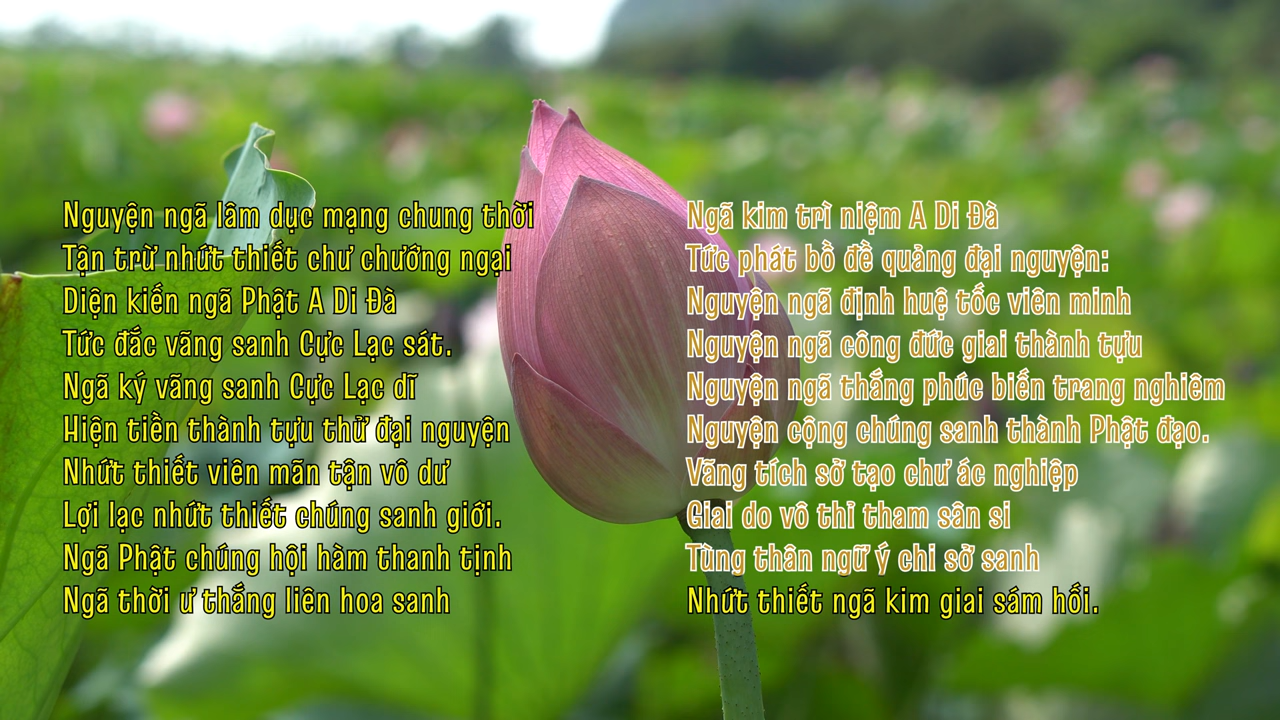 Nguyện ngã lâm dục mạng chung thời
Tận trừ nhứt thiết chư chướng ngại
Diện kiến ngã Phật A Di Đà
Tức đắc vãng sanh Cực Lạc sát.
Ngã ký vãng sanh Cực Lạc dĩ
Hiện tiền thành tựu thử đại nguyện
Nhứt thiết viên mãn tận vô dư
Lợi lạc nhứt thiết chúng sanh giới.
Ngã Phật chúng hội hàm thanh tịnh
Ngã thời ư thắng liên hoa sanh
Ngã kim trì niệm A Di Đà
Tức phát bồ đề quảng đại nguyện:
Nguyện ngã định huệ tốc viên minh
Nguyện ngã công đức giai thành tựu
Nguyện ngã thắng phúc biến trang nghiêm
Nguyện cộng chúng sanh thành Phật đạo.
Vãng tích sở tạo chư ác nghiệp
Giai do vô thỉ tham sân si
Tùng thân ngữ ý chi sở sanh
Nhứt thiết ngã kim giai sám hối.